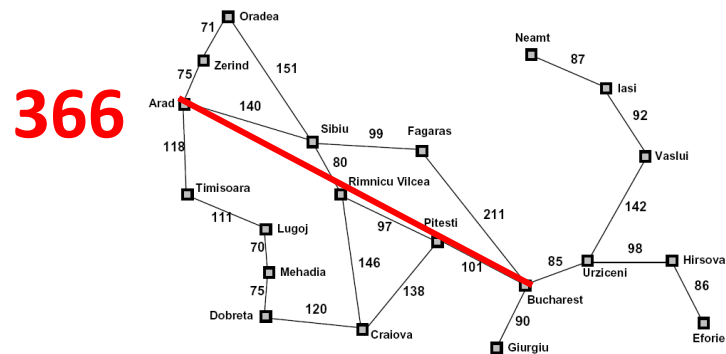 Oradea
71
Neamt
87
Zerind
151
75
366
Iasi
Arad
140
92
Sibiu
99
Fagaras
118
80
Vaslui
Rimnicu Vilcea
Timisoara
142
111
211
Lugoj
97
Pitesti
70
98
Hirsova
146
101
85
Mehadia
Urziceni
75
138
86
Bucharest
120
Dobreta
90
Craiova
Eforie
Giurgiu